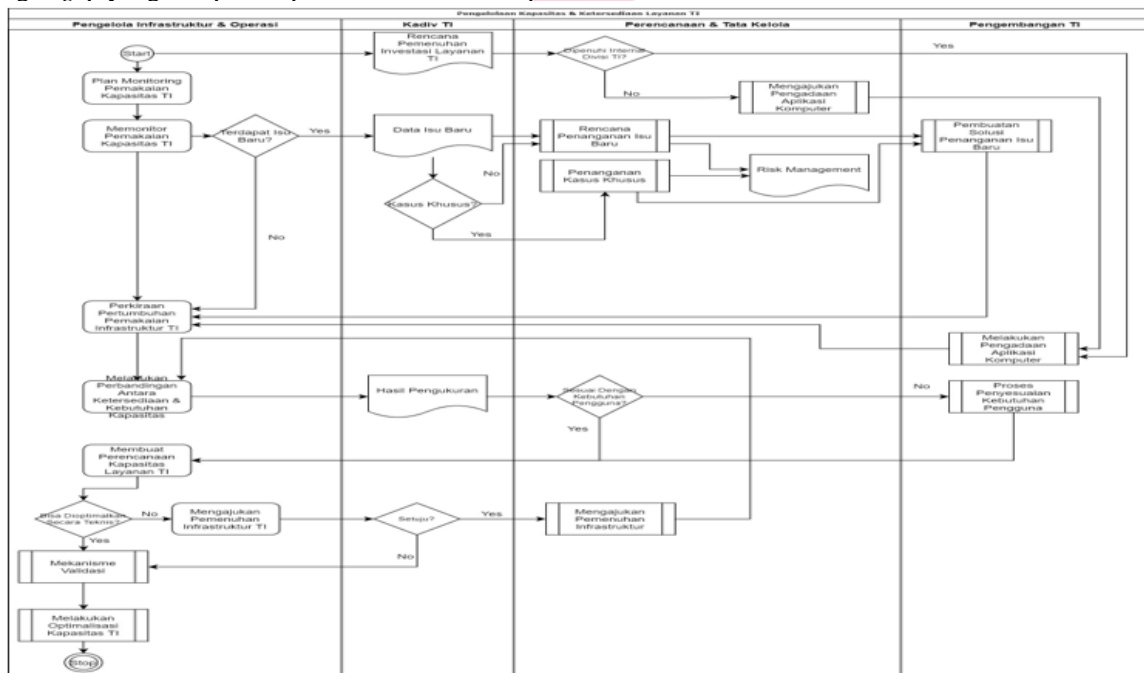 Pengelolaan Kapasitas & Ketersediaan Layanan TI
Pengelola Infrastruktur & Operasi
Kadiv TI
Perencanaan & Tata Kelola
Pengembangan TI
Start
Rencana
Pemenuhan
Investasi Layanan
TI
Dipenuhi Internal
Divisi TI?
Yes
No
Plan Monitoring
Pemakaian
Kapasitas TI
Mengajukan
Pengadaan
Aplikasi
Komputer
Memonitor
Pemakaian
Kapasitas TI
Terdapat Isu
Baru?
Yes
Data Isu Baru
Rencana
Penanganan Isu
Baru
Pembuatan
Solusi
Penanganan Isu
Baru
No
Penanganan
Kasus Khusus
Risk Management
Kasus Khusus?
Yes
No
Perkiraan
Pertumbuhan
Pemakaian
Infrastruktur TI
Melakukan
Pengadaan
Aplikasi
Komputer
Melakukan
Perbandingan
Antara
Ketersediaan &
Kebutuhan
Kapasitas
Hasil Pengukuran
Sesuai Dengan
Kebutuhan
Pengguna?
No
Proses
Penyesuaian
Kebutuhan
Pengguna
Yes
Membuat
Perencanaan
Kapasitas
Layanan TI
Bisa Dioptimalkan
Secara Teknis?
No
Mengajukan
Pemenuhan
Infrastruktur TI
Setuju?
Yes
Mengajukan
Pemenuhan
Infrastruktur
Yes
No
Mekanisme
Validasi
Melakukan
Optimalisasi
Kapasitas TI
Stop